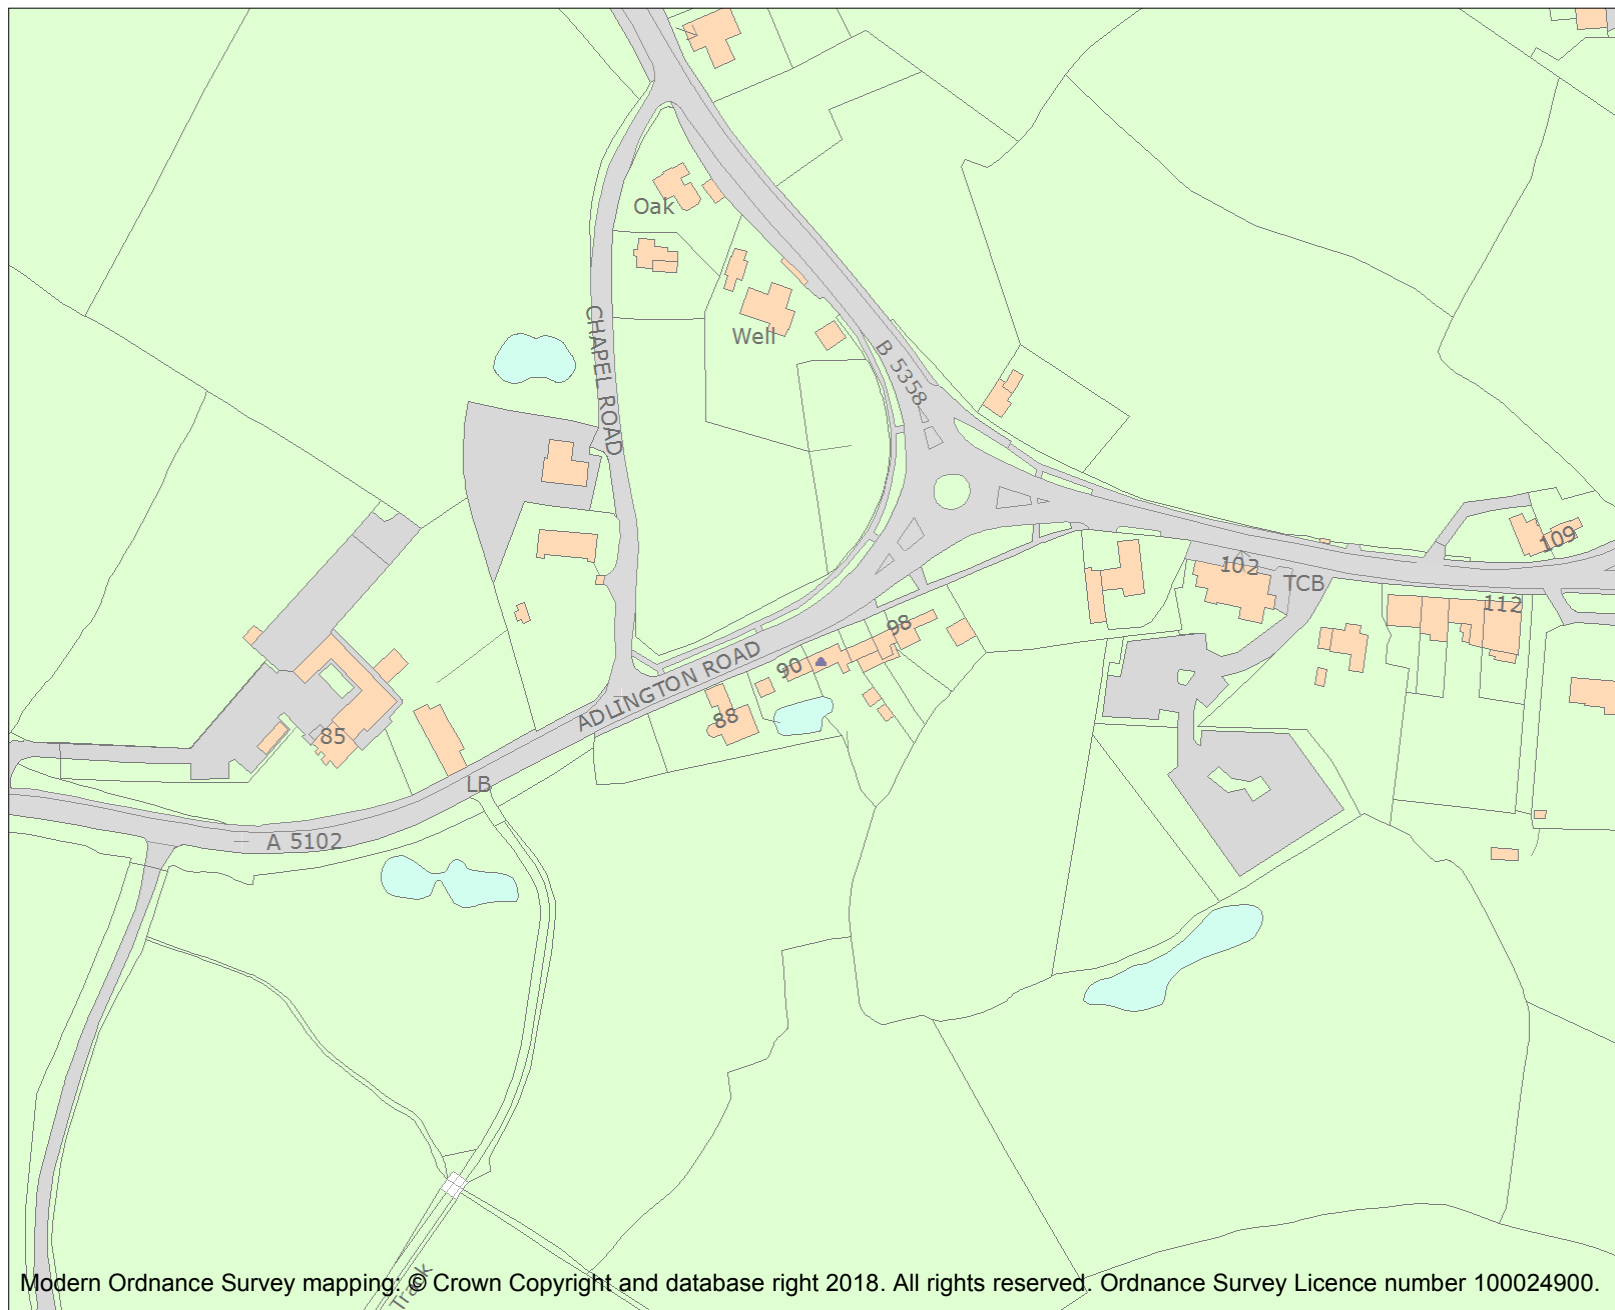 Oak
CHAPEL ROAD
Well
B 5358
109
102
TCB
112
98
90
ADLINGTON ROAD
88
85
LB
A 5102
Track
Modern Ordnance Survey mapping: © Crown Copyright and database right 2018. All rights reserved. Ordnance Survey Licence number 100024900.